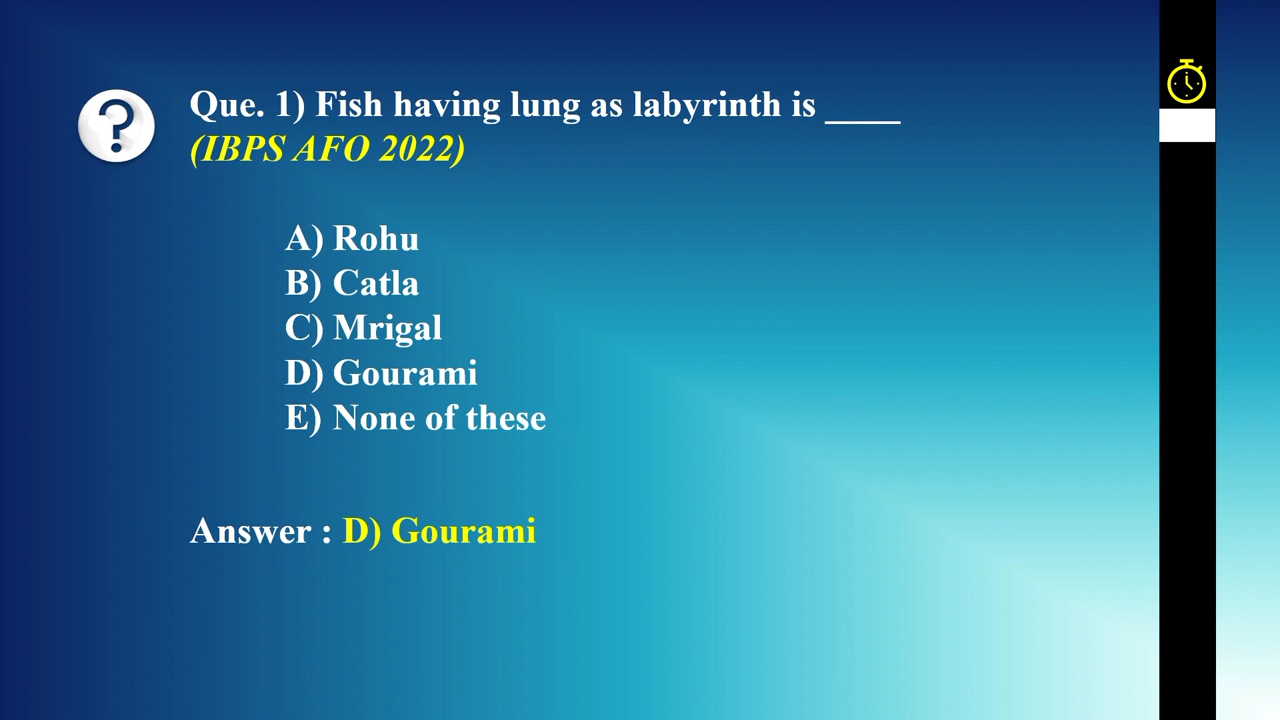 Que. 1) Fish having lung as labyrinth is ____
(IBPS AFO 2022)
A) Rohu
B) Catla
C) Mrigal
D) Gourami
E) None of these
Answer : D) Gourami